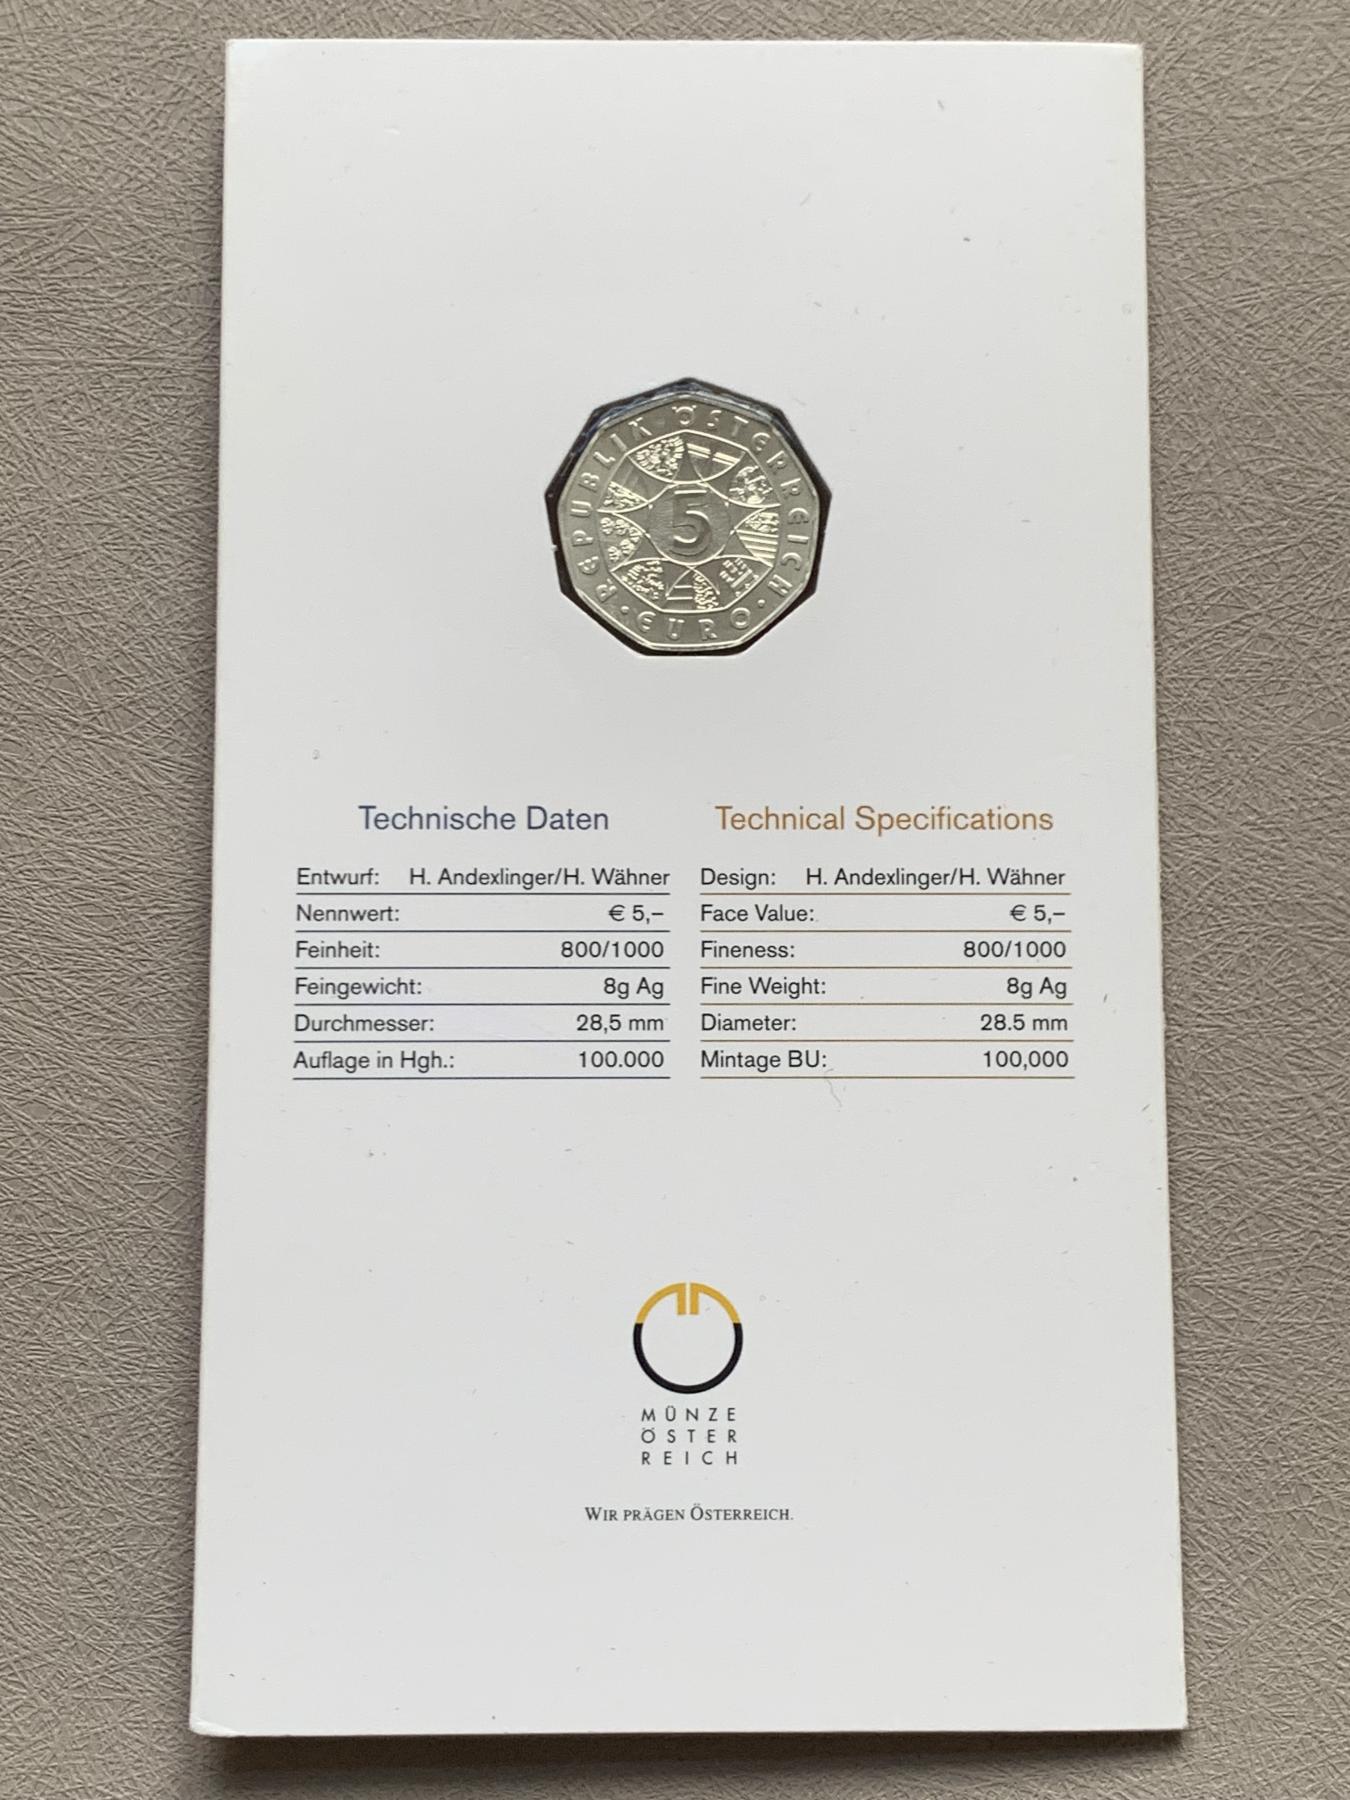 REPUBLIK ÖSTERREICH
5
· EURO ·
Technische Daten
Entwurf: H. Andexlinger/H. Wähner
Nennwert: € 5,–
Feinheit: 800/1000
Feingewicht: 8g Ag
Durchmesser: 28,5 mm
Auflage in Hgh.: 100.000
Technical Specifications
Design: H. Andexlinger/H. Wähner
Face Value: € 5,–
Fineness: 800/1000
Fine Weight: 8g Ag
Diameter: 28.5 mm
Mintage BU: 100,000
MÜNZE
ÖSTER
REICH
WIR PRÄGEN ÖSTERREICH.